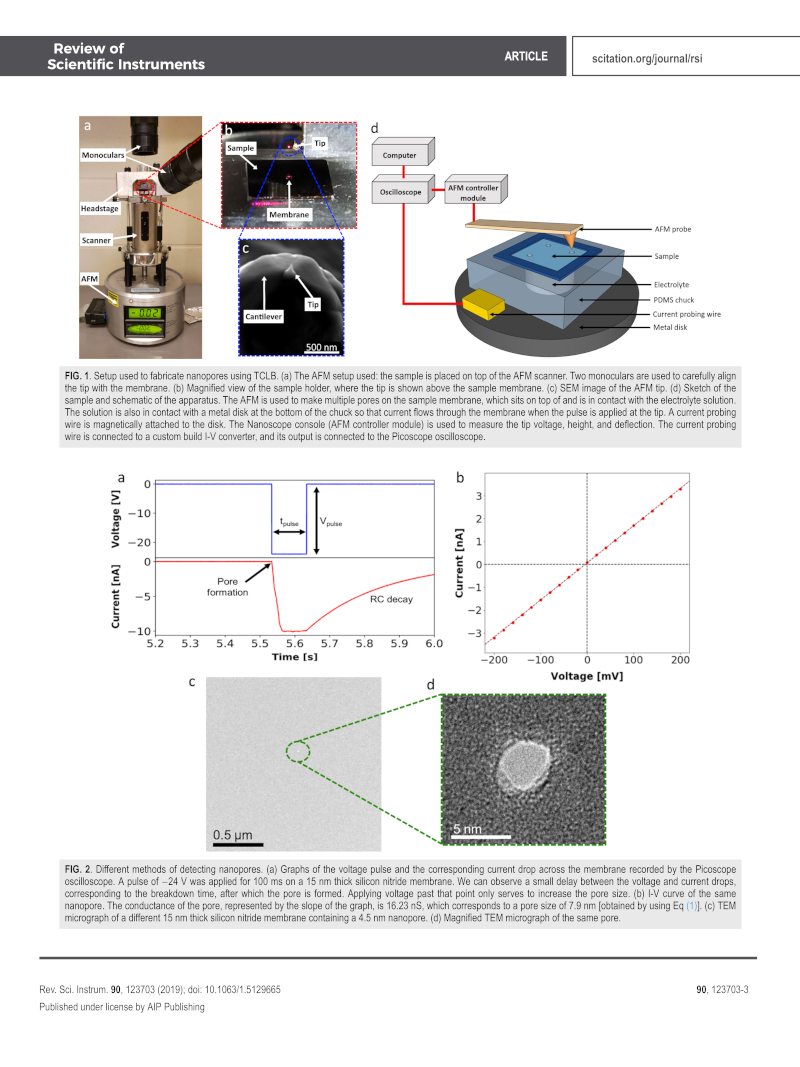 Review of
Scientific Instruments
ARTICLE
scitation.org/journal/rsi
a
Monoculars
Headstage
Scanner
AFM
b
Sample
Tip
Membrane
c
Cantilever
Tip
500 nm
d
Computer
Oscilloscope
AFM controller
module
AFM probe
Sample
Electrolyte
PDMS chuck
Current probing wire
Metal disk
FIG. 1. Setup used to fabricate nanopores using TCLB. (a) The AFM setup used: the sample is placed on top of the AFM scanner. Two monoculars are used to carefully align
the tip with the membrane. (b) Magnified view of the sample holder, where the tip is shown above the sample membrane. (c) SEM image of the AFM tip. (d) Sketch of the
sample and schematic of the apparatus. The AFM is used to make multiple pores on the sample membrane, which sits on top of and is in contact with the electrolyte solution.
The solution is also in contact with a metal disk at the bottom of the chuck so that current flows through the membrane when the pulse is applied at the tip. A current probing
wire is magnetically attached to the disk. The Nanoscope console (AFM controller module) is used to measure the tip voltage, height, and deflection. The current probing
wire is connected to a custom build I-V converter, and its output is connected to the Picoscope oscilloscope.
a
Voltage [V]
0
−10
−20
tpulse
Vpulse
Current [nA]
0
−5
−10
Pore
formation
RC decay
5.2 5.3 5.4 5.5 5.6 5.7 5.8 5.9 6.0
Time [s]
b
Current [nA]
3
2
1
0
−1
−2
−3
−200 −100 0 100 200
Voltage [mV]
c
0.5 µm
d
5 nm
FIG. 2. Different methods of detecting nanopores. (a) Graphs of the voltage pulse and the corresponding current drop across the membrane recorded by the Picoscope
oscilloscope. A pulse of −24 V was applied for 100 ms on a 15 nm thick silicon nitride membrane. We can observe a small delay between the voltage and current drops,
corresponding to the breakdown time, after which the pore is formed. Applying voltage past that point only serves to increase the pore size. (b) I-V curve of the same
nanopore. The conductance of the pore, represented by the slope of the graph, is 16.23 nS, which corresponds to a pore size of 7.9 nm [obtained by using Eq (1)]. (c) TEM
micrograph of a different 15 nm thick silicon nitride membrane containing a 4.5 nm nanopore. (d) Magnified TEM micrograph of the same pore.
Rev. Sci. Instrum. 90, 123703 (2019); doi: 10.1063/1.5129665
90, 123703-3
Published under license by AIP Publishing